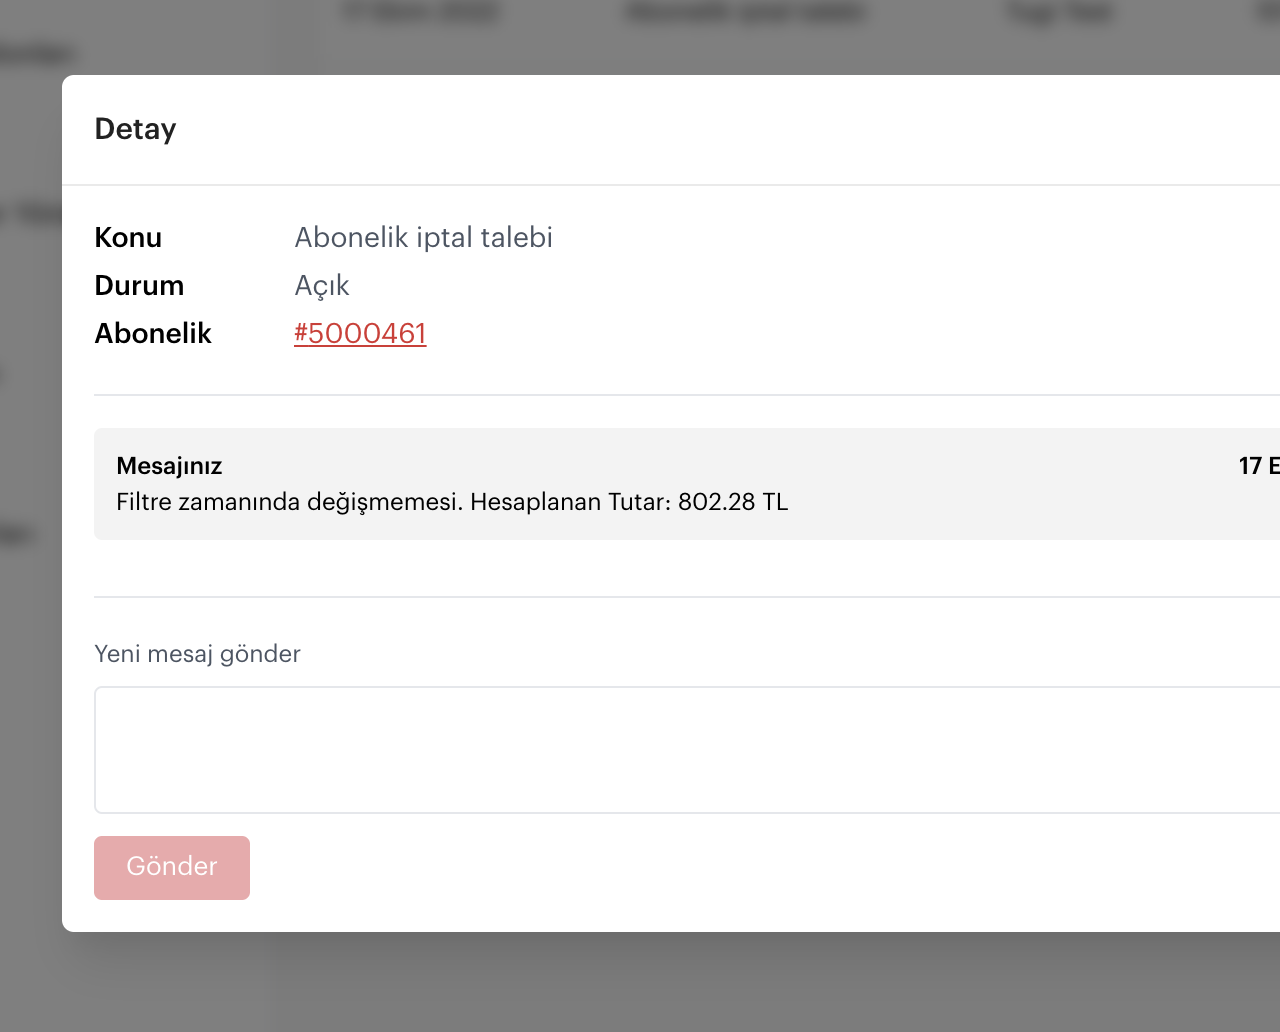 Detay
Konu Abonelik iptal talebi
Durum Açık
Abonelik #5000461
Mesajınız 17 E
Filtre zamanında değişmemesi. Hesaplanan Tutar: 802.28 TL
Yeni mesaj gönder
Gönder